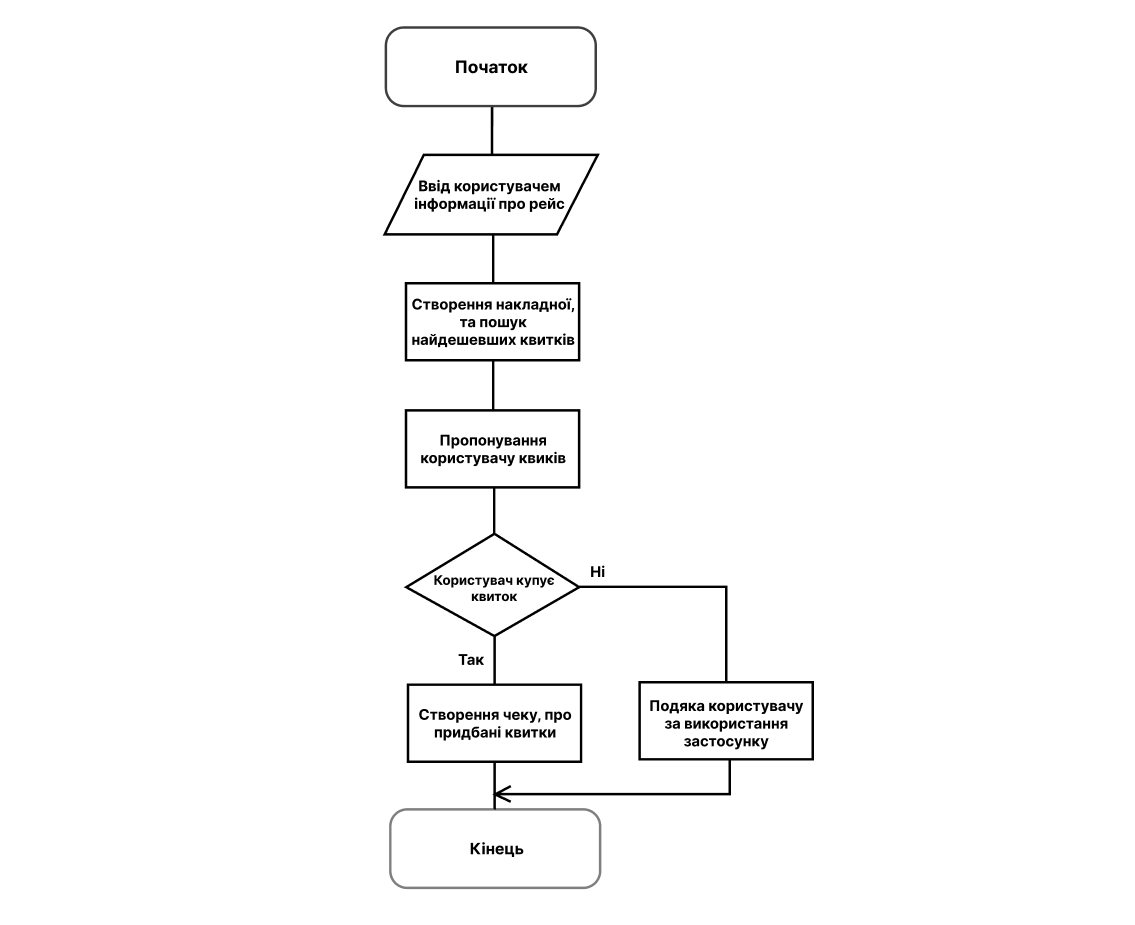 Початок
Ввід користувачем
інформації про рейс
Створення накладної,
та пошук
найдешевших квитків
Пропонування
користувачу квиків
Користувач купує
квиток
Ні
Так
Створення чеку, про
придбані квитки
Подяка користувачу
за використання
застосунку
Кінець